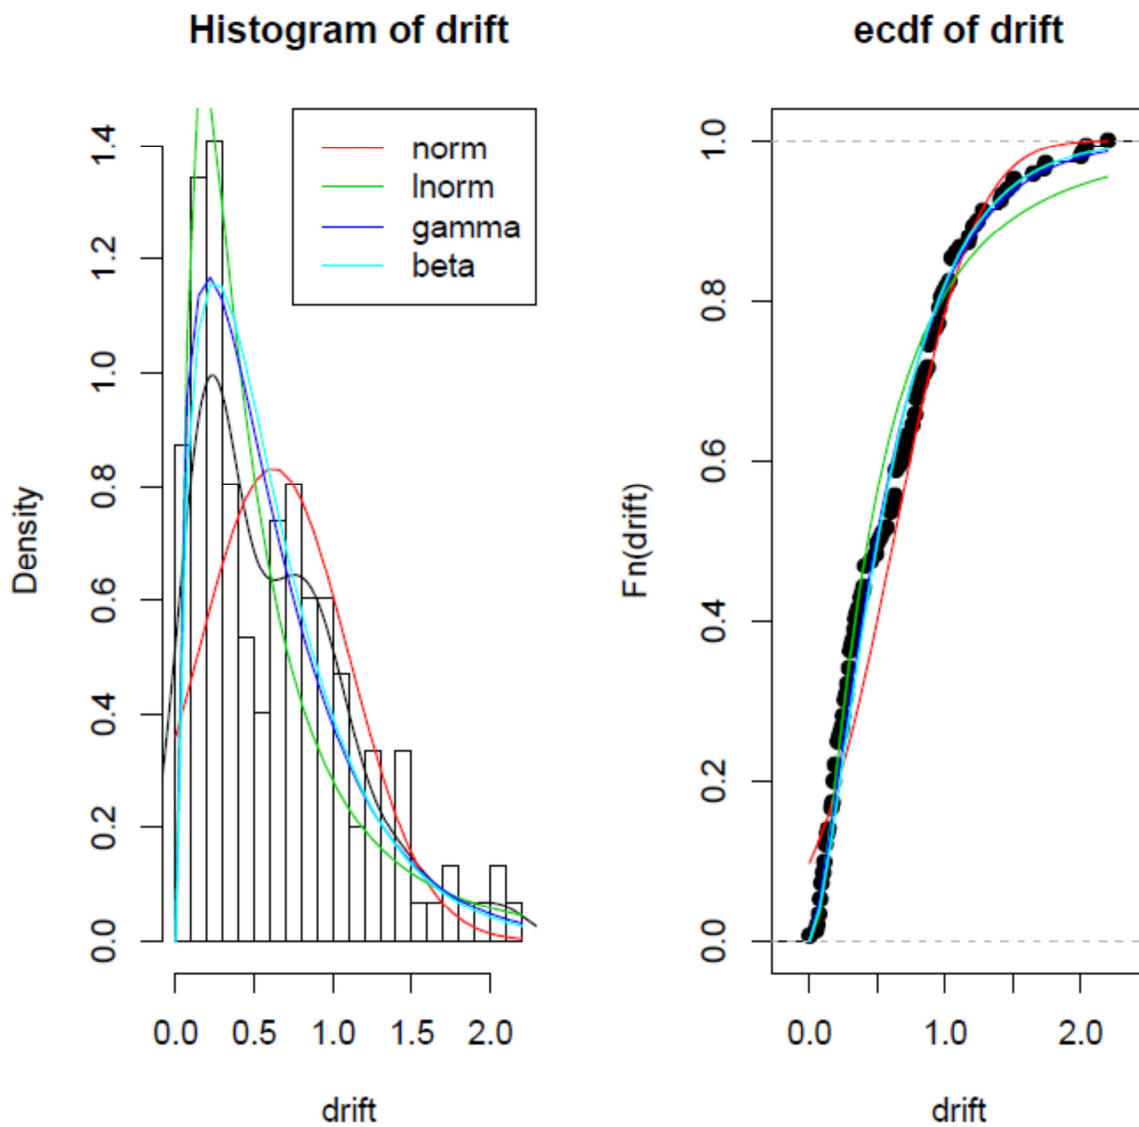 Histogram of drift
norm
lnorm
gamma
beta
Density
0.0
0.2
0.4
0.6
0.8
1.0
1.2
1.4
0.0 0.5 1.0 1.5 2.0
drift
ecdf of drift
Fn(drift)
0.0
0.2
0.4
0.6
0.8
1.0
0.0 1.0 2.0
drift